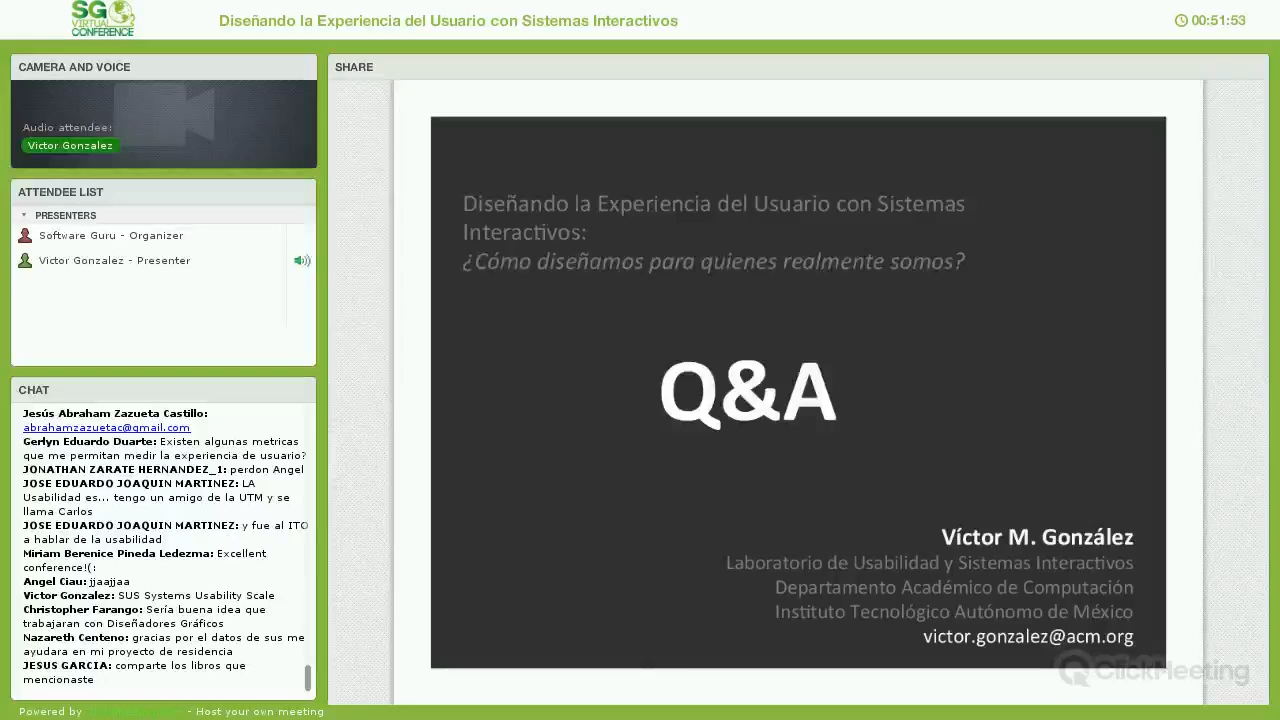 SG
VIRTUAL
CONFERENCE
Diseñando la Experiencia del Usuario con Sistemas Interactivos
00:51:53
CAMERA AND VOICE
Audio attendee:
Victor Gonzalez
ATTENDEE LIST
PRESENTERS
Software Guru - Organizer
Victor Gonzalez - Presenter
CHAT
Jesús Abraham Zazueta Castillo:
abrahamzazuetac@gmail.com
Gerlyn Eduardo Duarte: Existen algunas metricas
que me permitan medir la experiencia de usuario?
JONATHAN ZARATE HERNANDEZ_1: perdon Angel
JOSE EDUARDO JOAQUIN MARTINEZ: LA
Usabilidad es... tengo un amigo de la UTM y se
llama Carlos
JOSE EDUARDO JOAQUIN MARTINEZ: y fue al ITO
a hablar de la usabilidad
Miriam Berenice Pineda Ledezma: Excellent
conference!(:
Angel Ciau: jjaajjaa
Victor Gonzalez: SUS Systems Usability Scale
Christopher Farango: Sería buena idea que
trabajaran con Diseñadores Gráficos
Nazareth Centeno: gracias por el datos de sus me
ayudara en mi proyecto de residencia
JESUS GARCIA: comparte los libros que
mencionaste
Powered by - Host your own meeting
SHARE
Diseñando la Experiencia del Usuario con Sistemas
Interactivos:
¿Cómo diseñamos para quienes realmente somos?
Q&A
Víctor M. González
Laboratorio de Usabilidad y Sistemas Interactivos
Departamento Académico de Computación
Instituto Tecnológico Autónomo de México
victor.gonzalez@acm.org
ClickMeeting